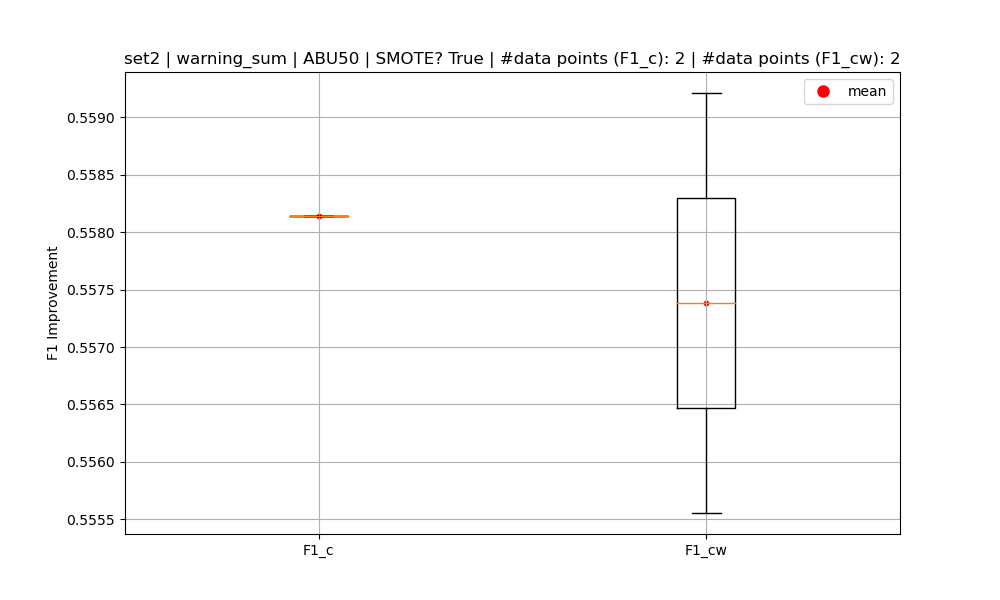 set2 | warning_sum | ABU50 | SMOTE? True | #data points (F1_c): 2 | #data points (F1_cw): 2
mean
0.5590
0.5585
0.5580
0.5575
0.5570
0.5565
0.5560
0.5555
F1 Improvement
F1_c
F1_cw